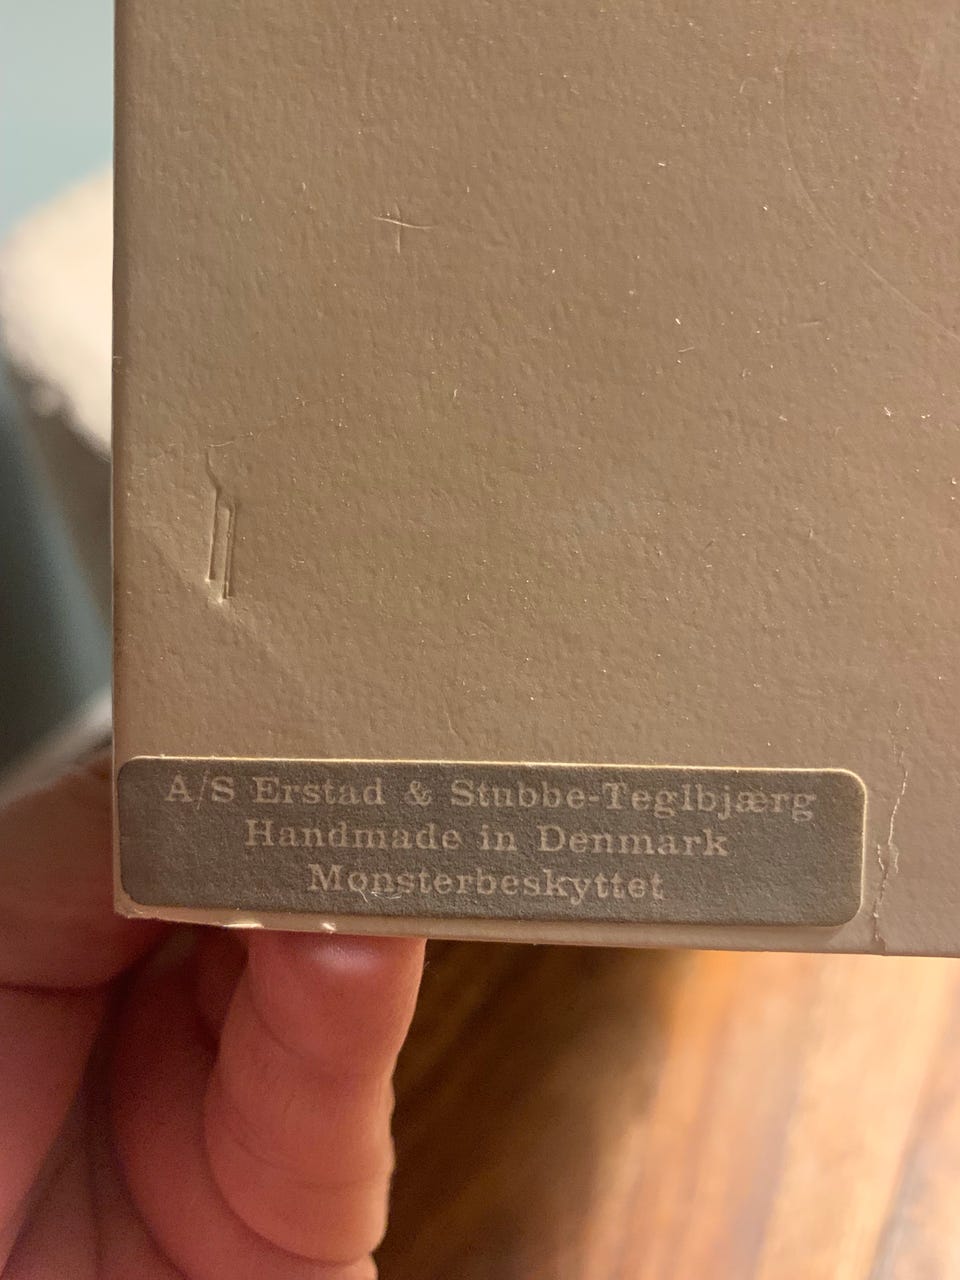 A/S Erstad & Stubbe-Teglbjærg
Handmade in Denmark
Mønsterbeskyttet